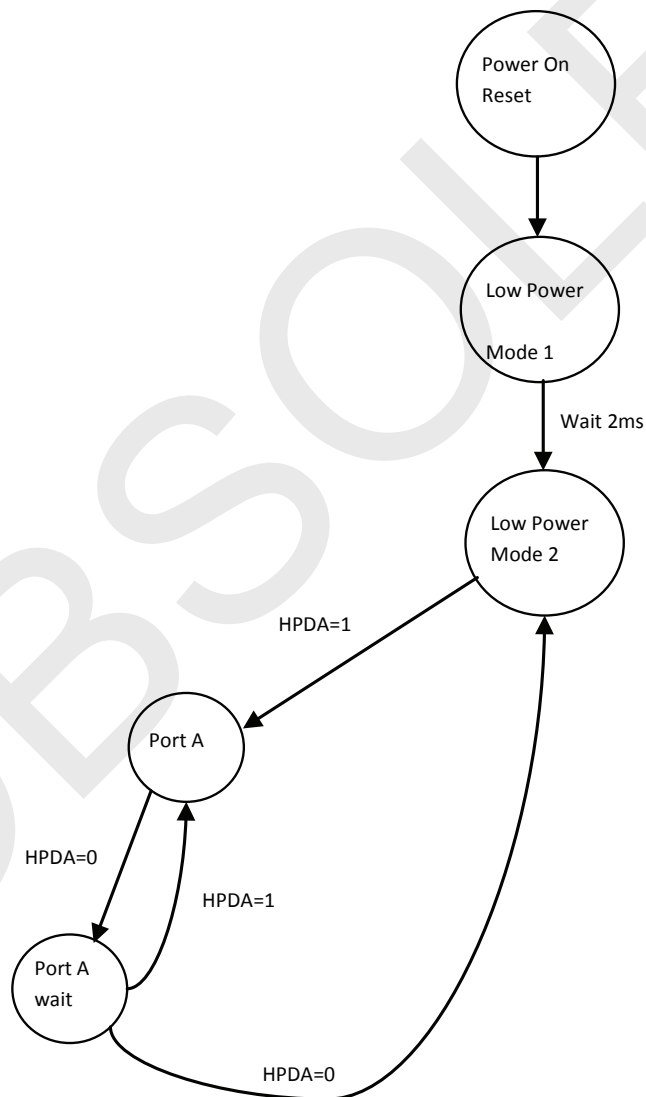 Power On
Reset
Low Power
Mode 1
Wait 2ms
Low Power
Mode 2
HPDA=1
Port A
HPDA=0
HPDA=1
Port A
wait
HPDA=0
OBSOLE